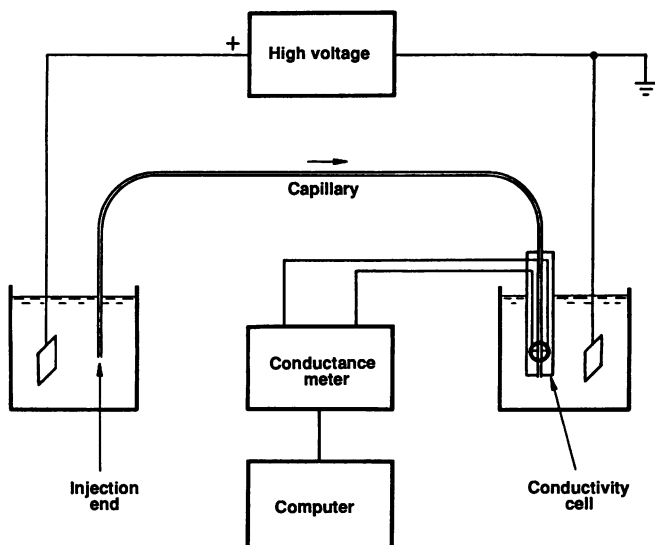 +
High voltage
Capillary
Conductance
meter
Injection
end
Computer
Conductivity
cell